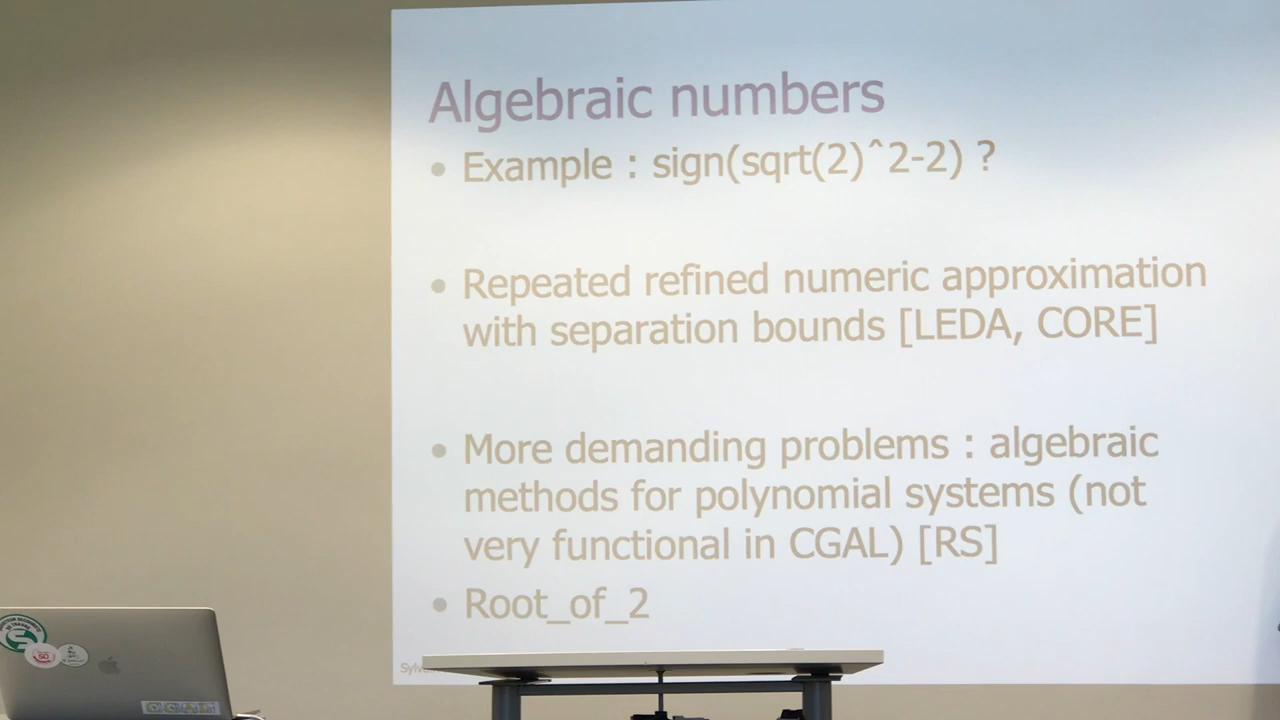 Algebraic numbers
• Example : sign(sqrt(2)^2-2) ?
• Repeated refined numeric approximation
with separation bounds [LEDA, CORE]
• More demanding problems : algebraic
methods for polynomial systems (not
very functional in CGAL) [RS]
• Root_of_2